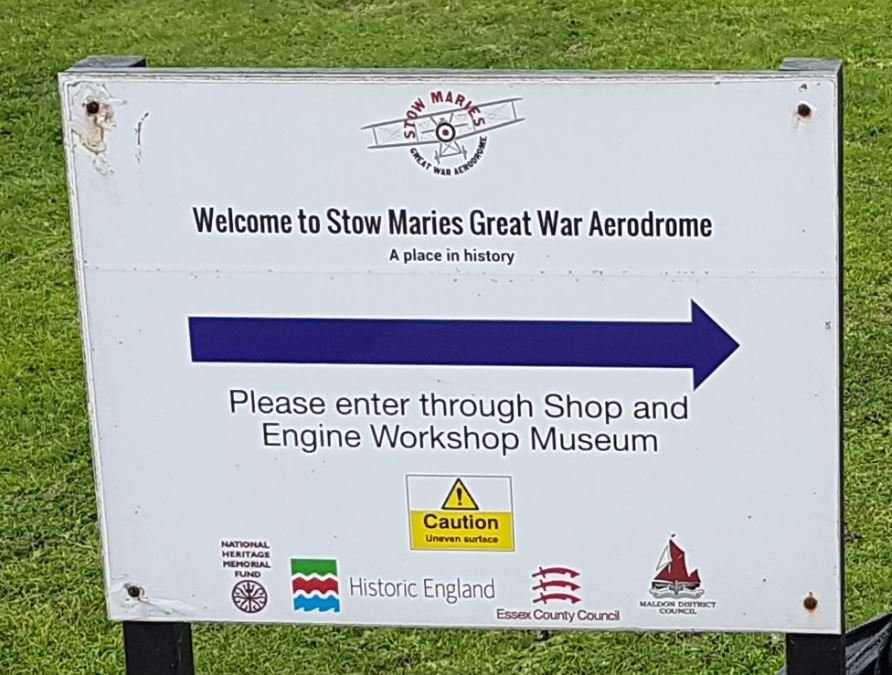 STOW MARIES
GREAT WAR AERODROME
Welcome to Stow Maries Great War Aerodrome
A place in history
Please enter through Shop and
Engine Workshop Museum
Caution
Uneven surface
NATIONAL
HERITAGE
MEMORIAL
FUND
Historic England
Essex County Council
MALDON DISTRICT
COUNCIL